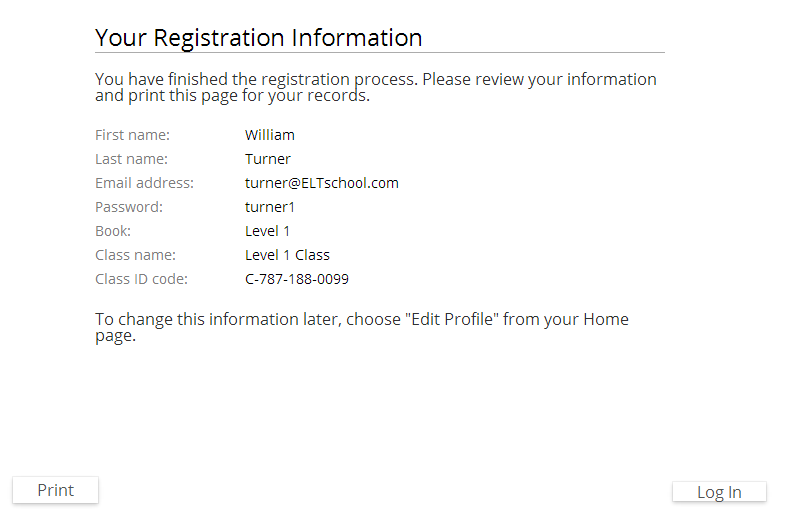 Your Registration Information
You have finished the registration process. Please review your information
and print this page for your records.
First name: William
Last name: Turner
Email address: turner@ELTschool.com
Password: turner1
Book: Level 1
Class name: Level 1 Class
Class ID code: C-787-188-0099
To change this information later, choose "Edit Profile" from your Home
page.
Print
Log In